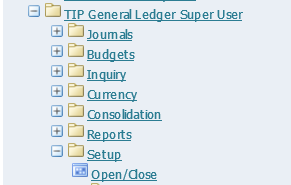 TIP General Ledger Super User
Journals
Budgets
Inquiry
Currency
Consolidation
Reports
Setup
Open/Close